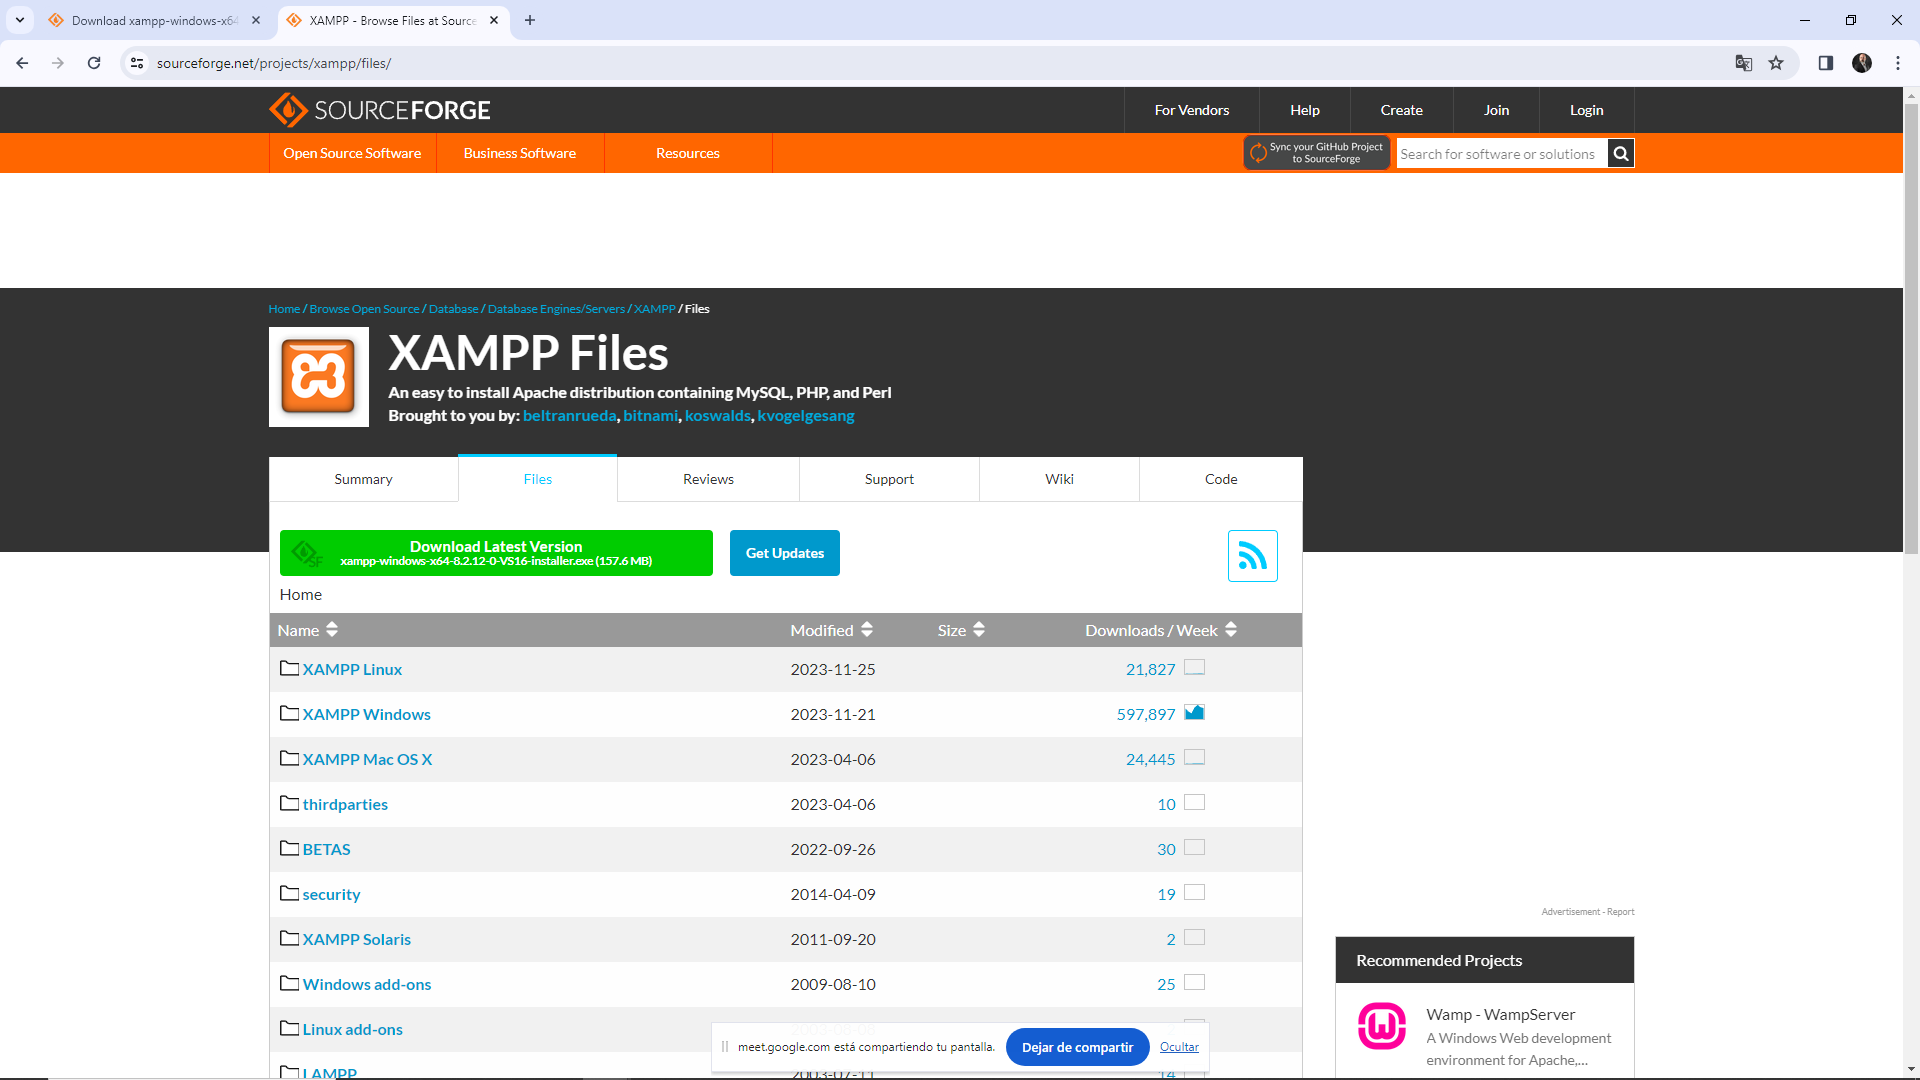 Download xampp-windows-x64
XAMPP - Browse Files at Source
sourceforge.net/projects/xampp/files/
SOURCEFORGE
For Vendors
Help
Create
Join
Login
Open Source Software
Business Software
Resources
Sync your GitHub Project
to SourceForge
Search for software or solutions
Home / Browse Open Source / Database / Database Engines/Servers / XAMPP / Files
XAMPP Files
An easy to install Apache distribution containing MySQL, PHP, and Perl
Brought to you by: beltranrueda, bitnami, koswalds, kvogelgesang
Summary
Files
Reviews
Support
Wiki
Code
Download Latest Version
xampp-windows-x64-8.2.12-0-VS16-installer.exe (157.6 MB)
SF
Get Updates
Home
Name Modified Size Downloads / Week
XAMPP Linux 2023-11-25 21,827
XAMPP Windows 2023-11-21 597,897
XAMPP Mac OS X 2023-04-06 24,445
thirdparties 2023-04-06 10
BETAS 2022-09-26 30
security 2014-04-09 19
XAMPP Solaris 2011-09-20 2
Windows add-ons 2009-08-10 25
Linux add-ons
LAMPP 2003-07-11 14
Advertisement - Report
Recommended Projects
Wamp - WampServer
A Windows Web development
environment for Apache,...
meet.google.com está compartiendo tu pantalla.
Dejar de compartir
Ocultar